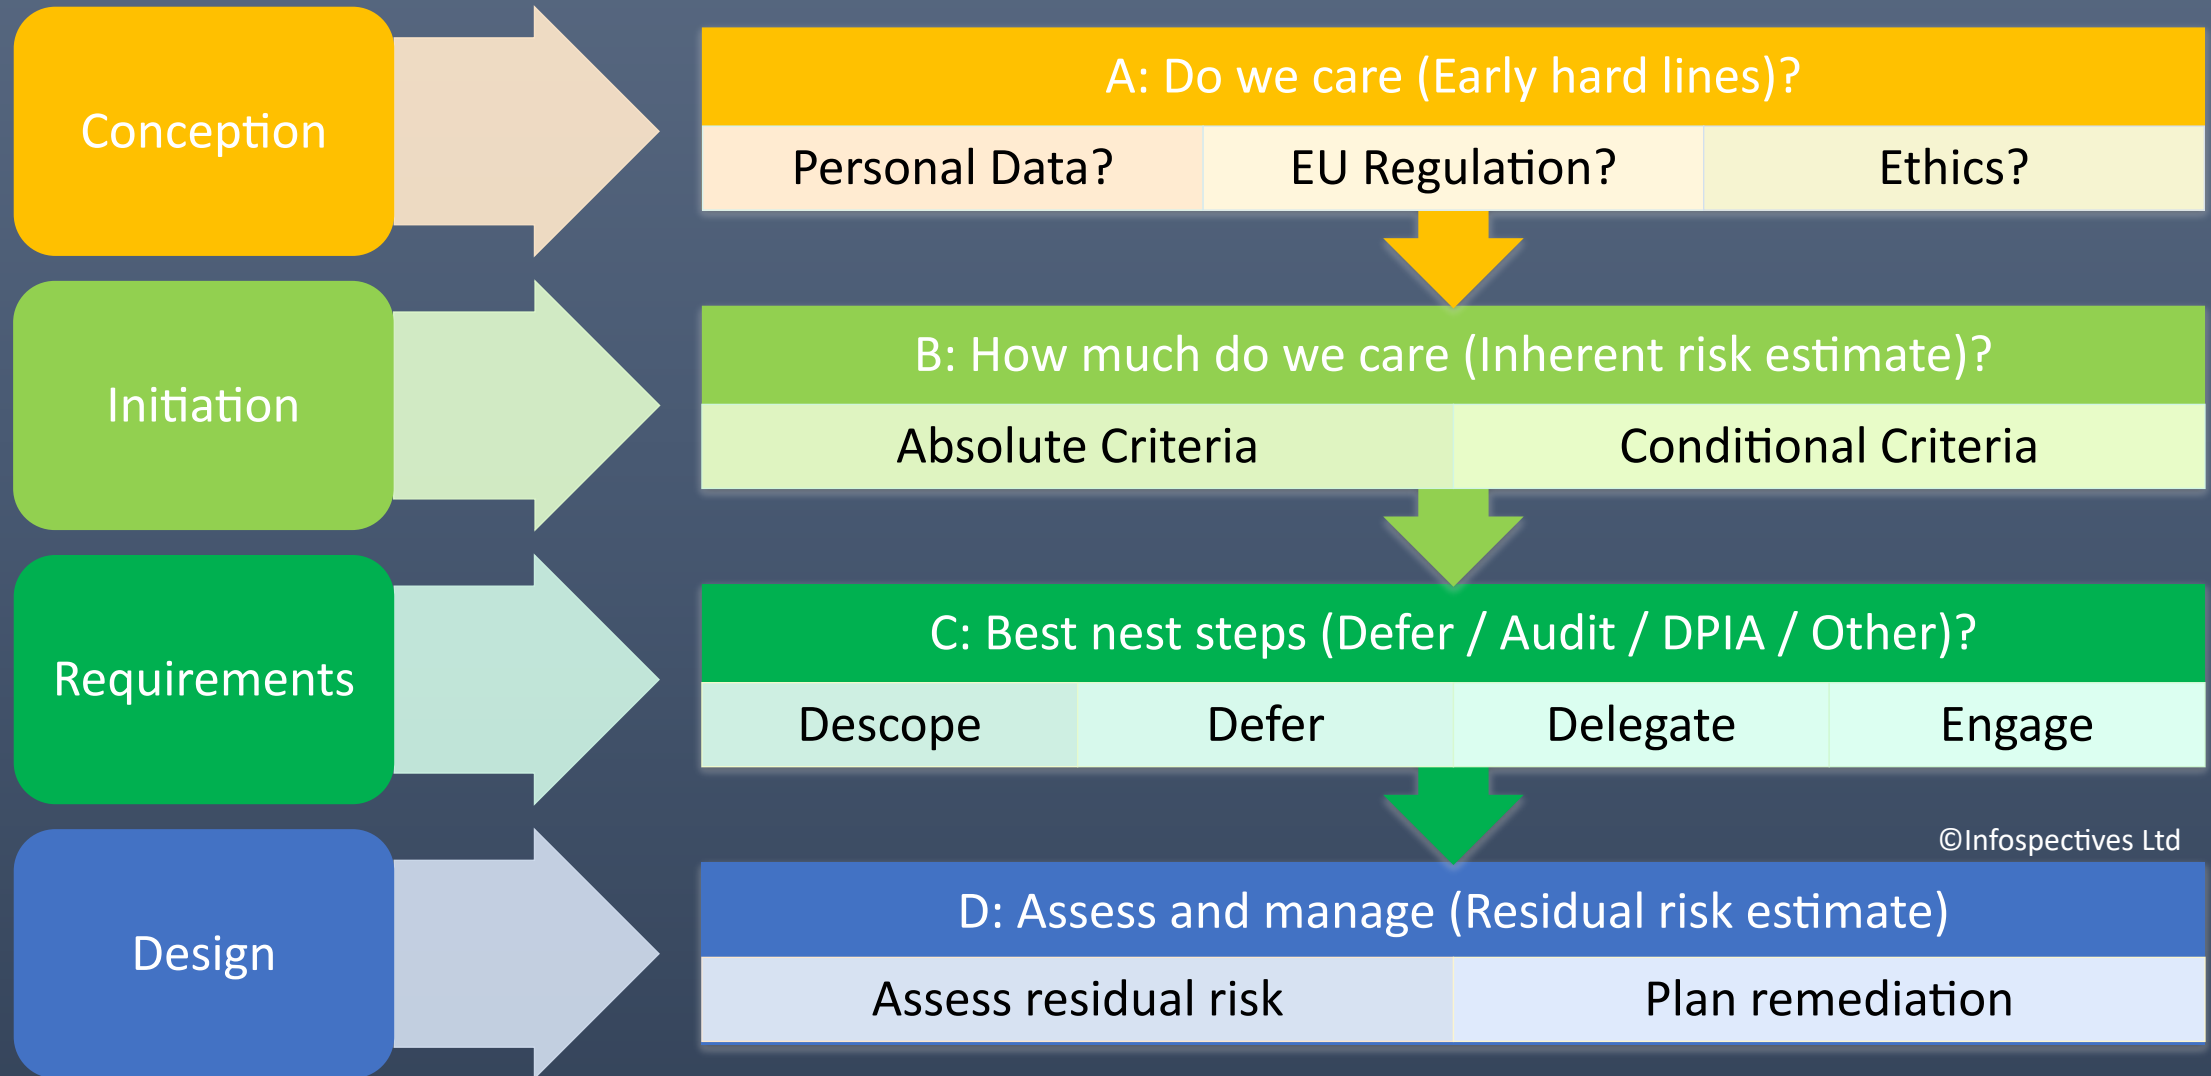 Conception
A: Do we care (Early hard lines)?
Personal Data?
EU Regulation?
Ethics?
Initiation
B: How much do we care (Inherent risk estimate)?
Absolute Criteria
Conditional Criteria
Requirements
C: Best nest steps (Defer / Audit / DPIA / Other)?
Descope
Defer
Delegate
Engage
©Infospectives Ltd
Design
D: Assess and manage (Residual risk estimate)
Assess residual risk
Plan remediation